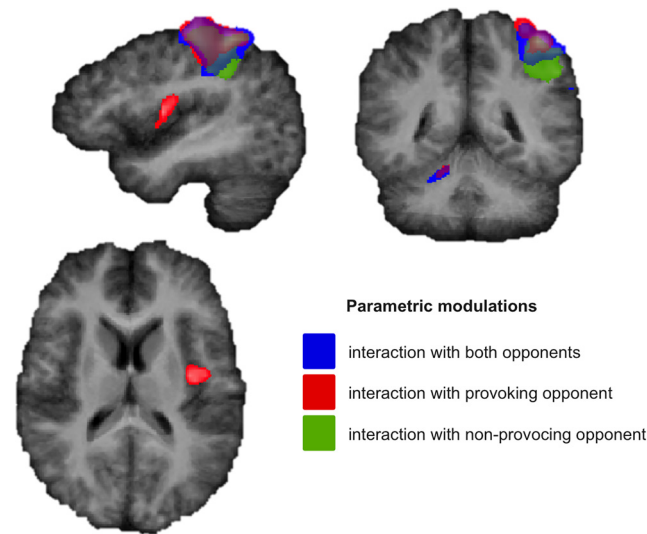 Parametric modulations
interaction with both opponents
interaction with provoking opponent
interaction with non-provocing opponent